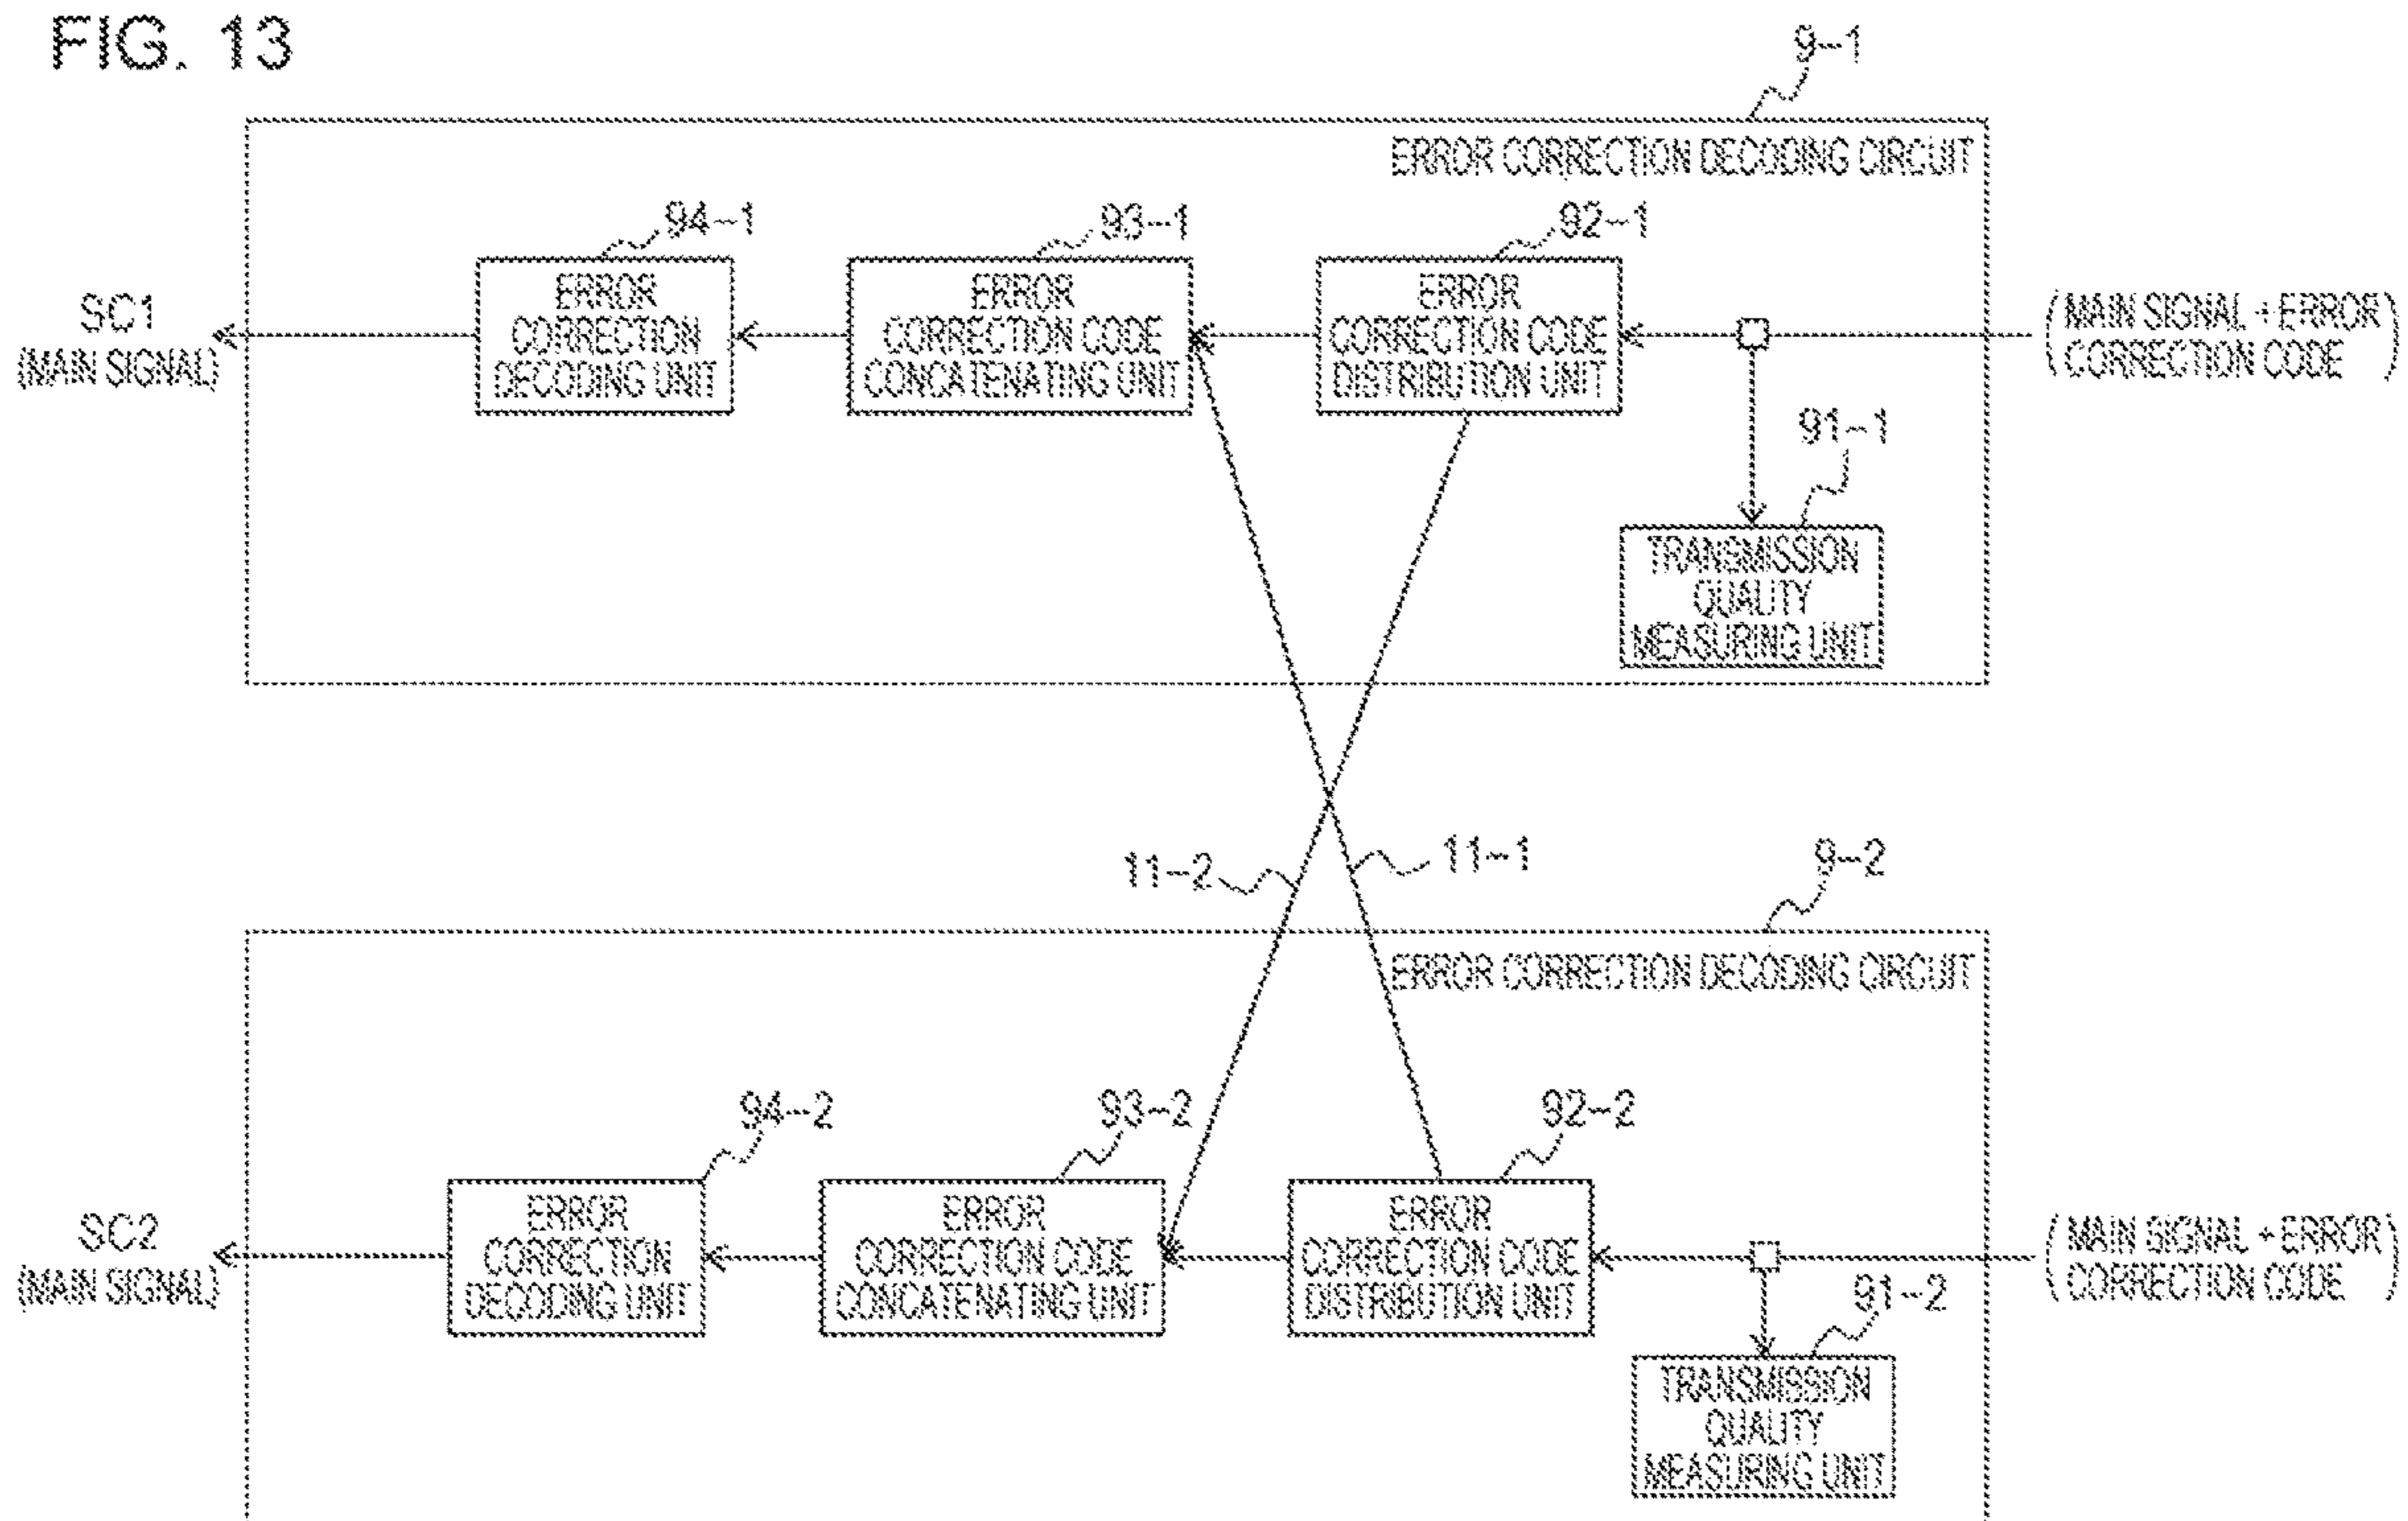 FIG. 13
9-1
ERROR CORRECTION DECODING CIRCUIT
94-1
93-1
92-1
SC1
(MAIN SIGNAL)
ERROR
CORRECTION
DECODING UNIT
ERROR
CORRECTION CODE
CONCATENATING UNIT
ERROR
CORRECTION CODE
DISTRIBUTION UNIT
(MAIN SIGNAL + ERROR
CORRECTION CODE)
91-1
TRANSMISSION
QUALITY
MEASURING UNIT
11-2
11-1
9-2
ERROR CORRECTION DECODING CIRCUIT
94-2
93-2
92-2
SC2
(MAIN SIGNAL)
ERROR
CORRECTION
DECODING UNIT
ERROR
CORRECTION CODE
CONCATENATING UNIT
ERROR
CORRECTION CODE
DISTRIBUTION UNIT
(MAIN SIGNAL + ERROR
CORRECTION CODE)
91-2
TRANSMISSION
QUALITY
MEASURING UNIT